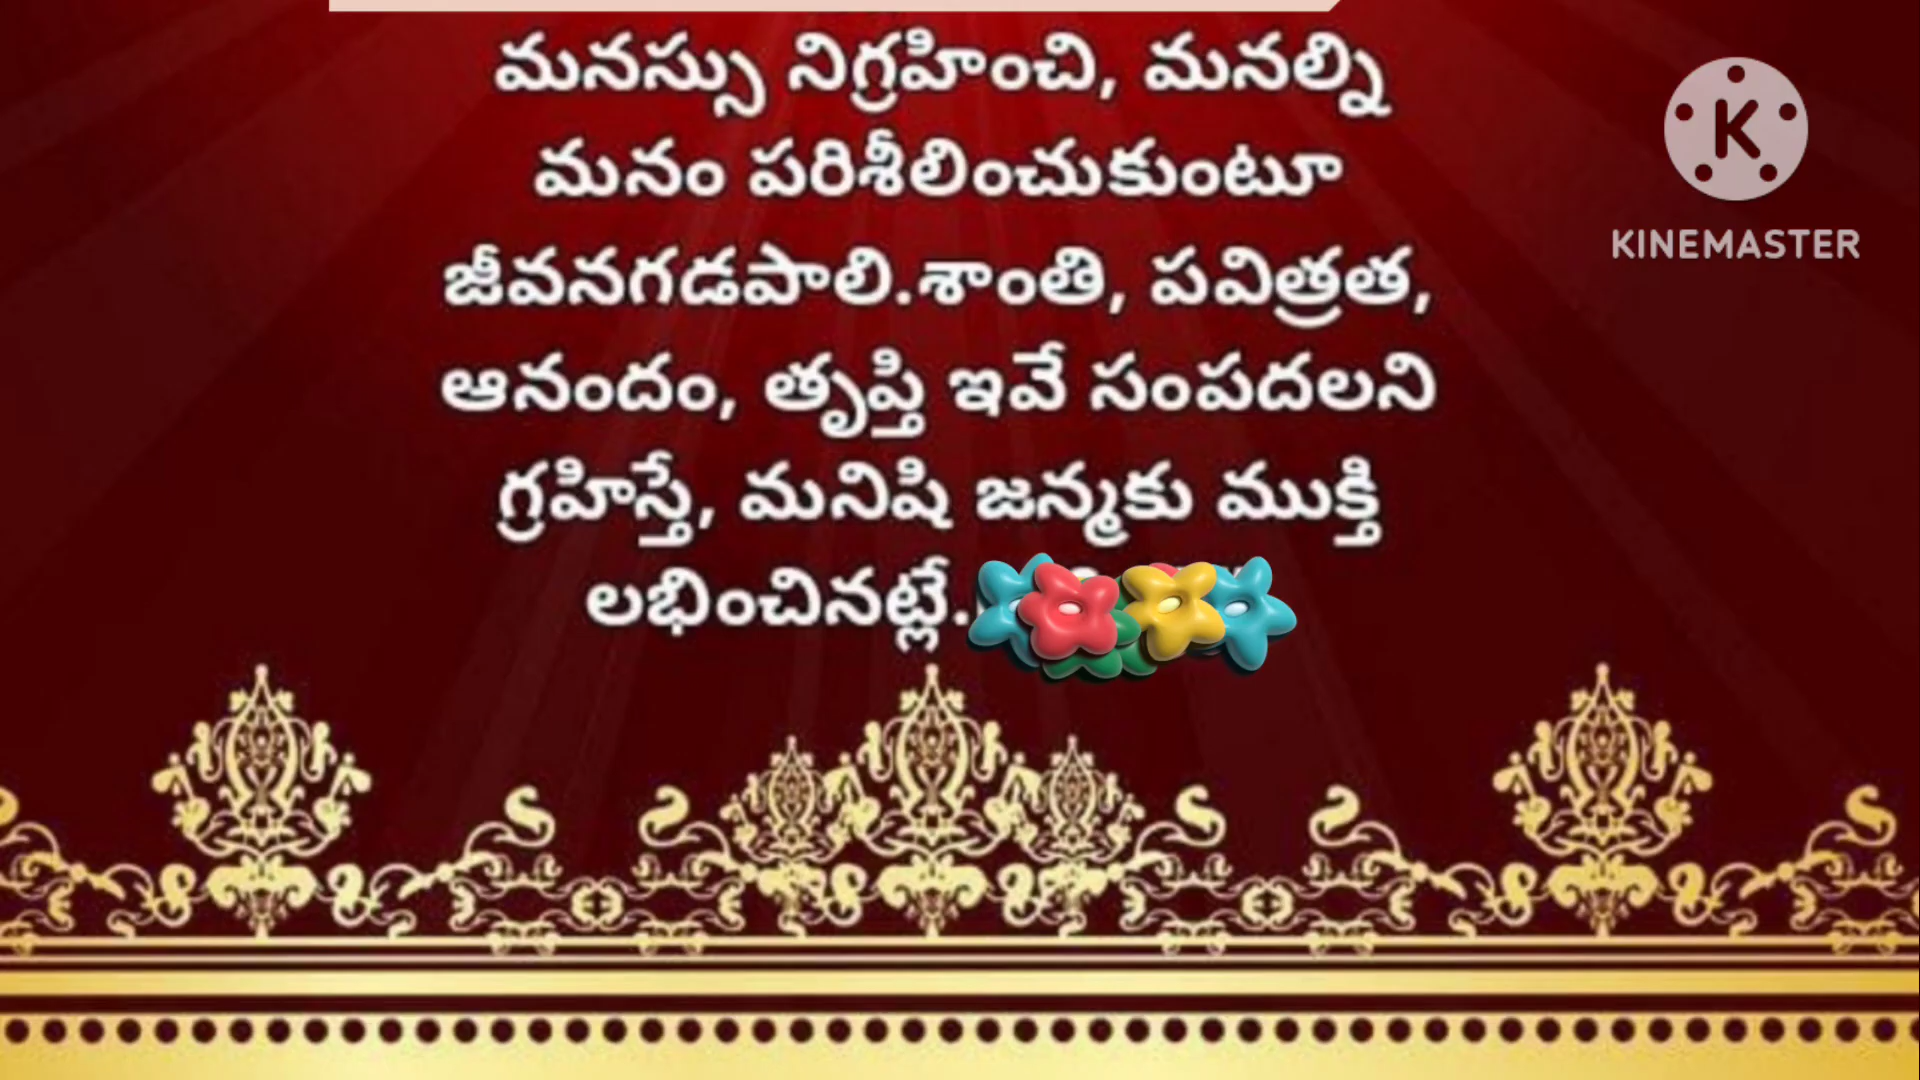 మనస్సు నిగ్రహించి, మనల్ని
మనం పరిశీలించుకుంటూ
జీవనగడపాలి.శాంతి, పవిత్రత,
ఆనందం, తృప్తి ఇవే సంపదలని
గ్రహిస్తే, మనిషి జన్మకు ముక్తి
లభించినట్లే.
K
KINEMASTER